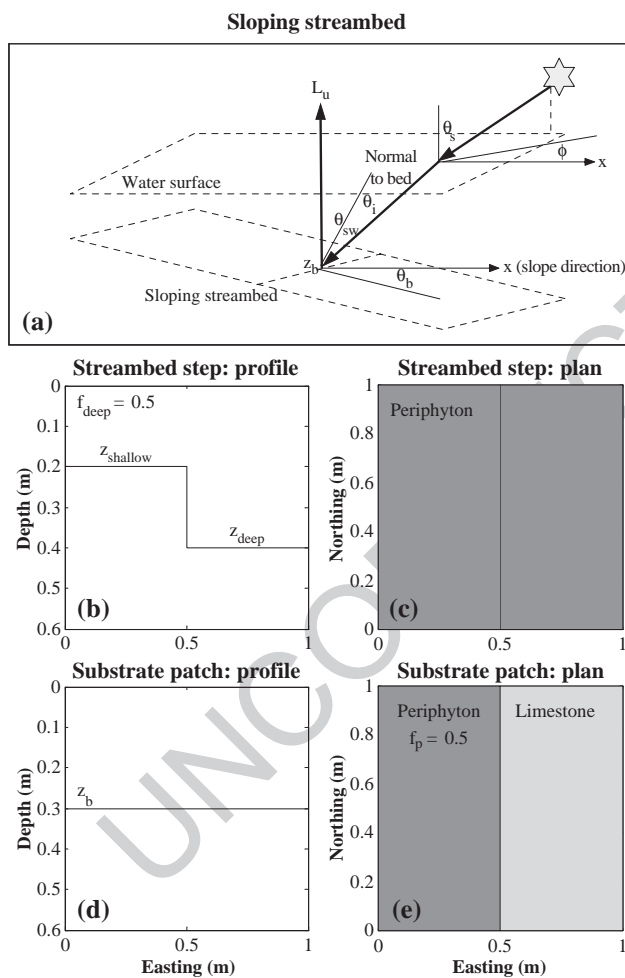 Sloping streambed
L_u
θ_s
ϕ
x
Normal
to bed
Water surface
θ_i
θ_sw
z_b
x (slope direction)
θ_b
Sloping streambed
(a)
Streambed step: profile
0
0.1
0.2
0.3
0.4
0.5
0.6
Depth (m)
f_deep = 0.5
z_shallow
z_deep
(b)
0
0.5
1
Streambed step: plan
1
0.8
0.6
0.4
0.2
0
Northing (m)
Periphyton
(c)
0
0.5
1
Substrate patch: profile
0
0.1
0.2
0.3
0.4
0.5
0.6
Depth (m)
z_b
(d)
0
0.5
1
Easting (m)
Substrate patch: plan
1
0.8
0.6
0.4
0.2
0
Northing (m)
Periphyton
f_p = 0.5
Limestone
(e)
0
0.5
1
Easting (m)